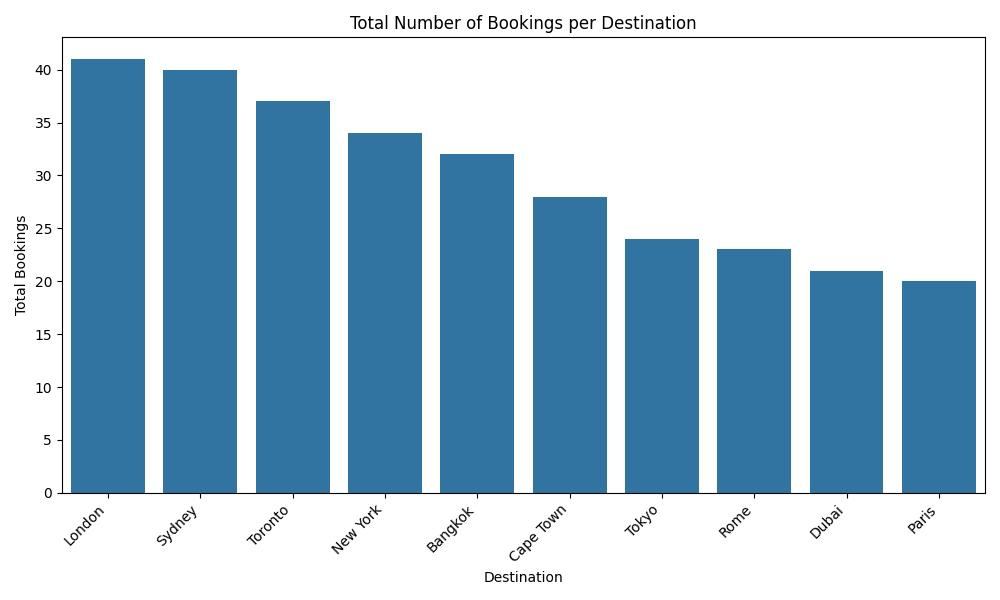 Total Number of Bookings per Destination
Total Bookings
40
35
30
25
20
15
10
5
0
London
Sydney
Toronto
New York
Bangkok
Cape Town
Tokyo
Rome
Dubai
Paris
Destination